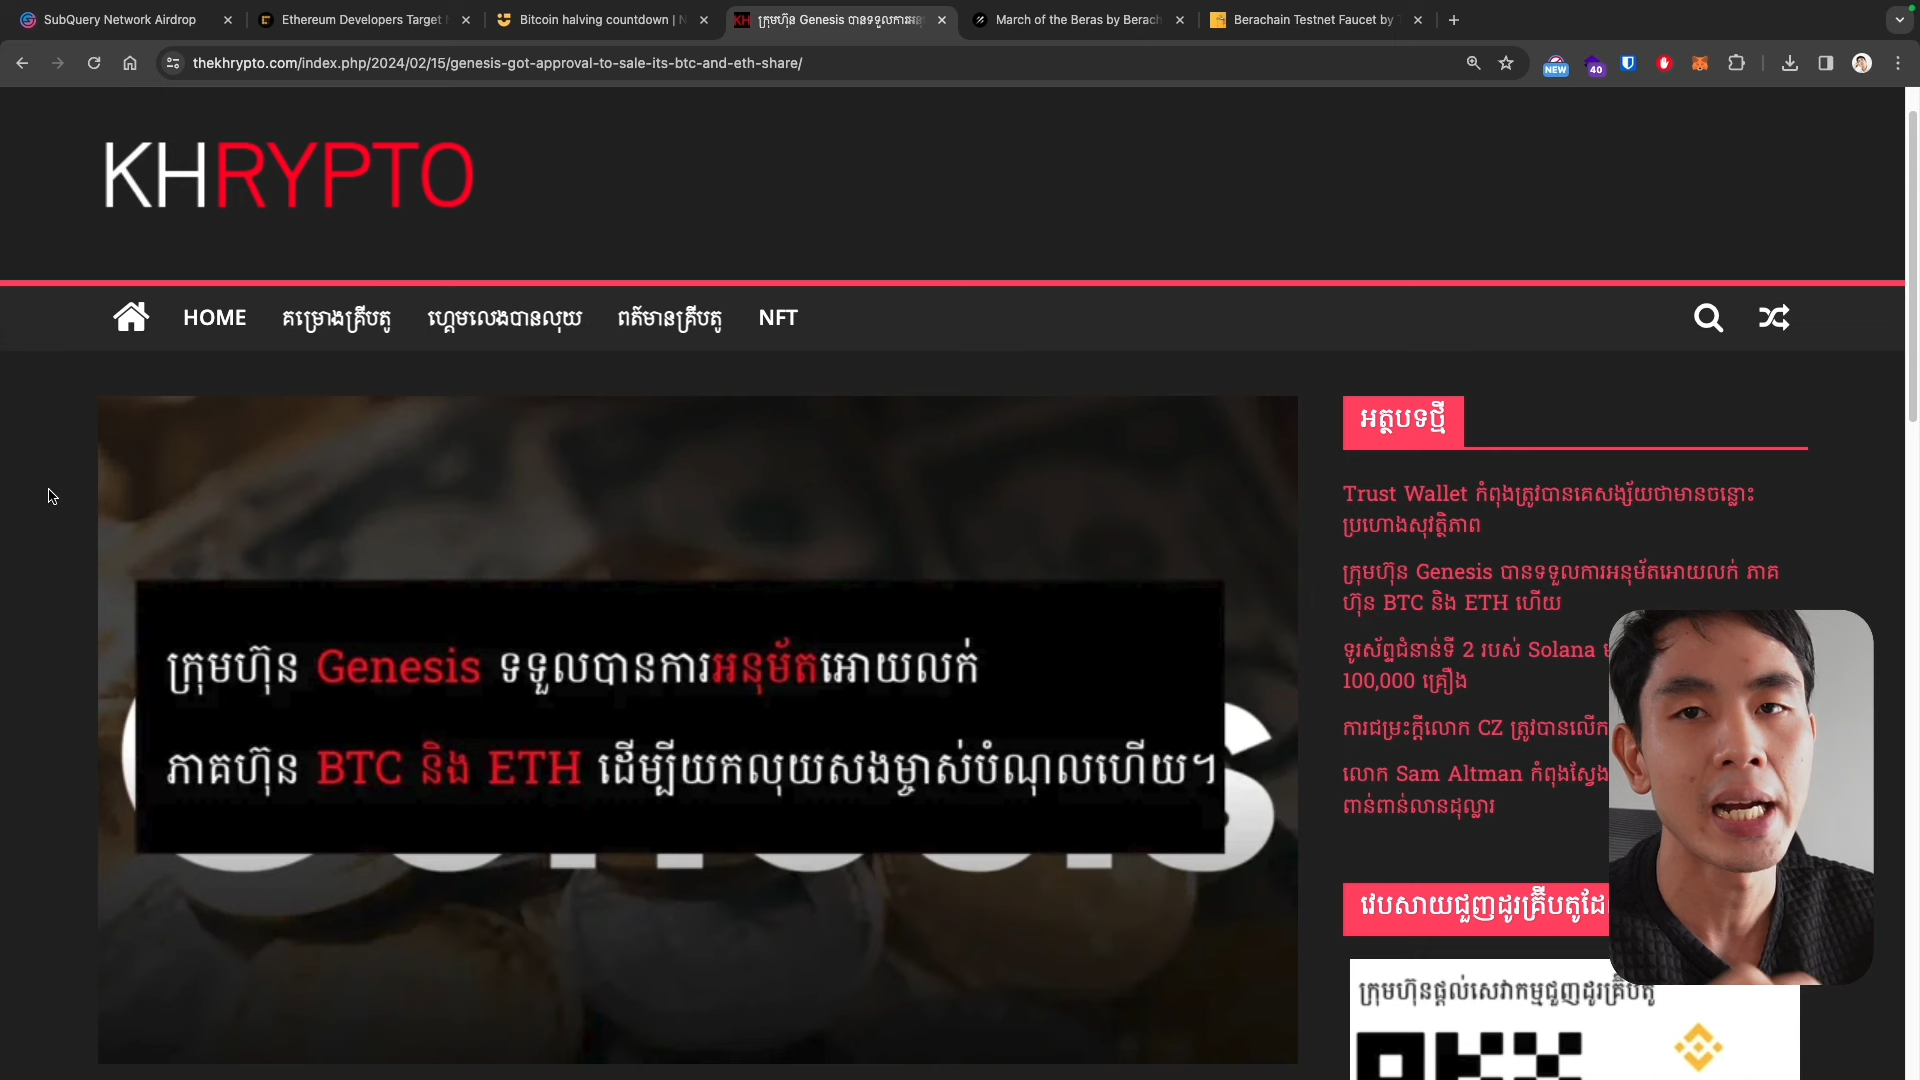 SubQuery Network Airdrop
Ethereum Developers Target
Bitcoin halving countdown | N
ក្រុមហ៊ុន Genesis បានទទួលការអនុ
March of the Beras by Berach
Berachain Testnet Faucet by
thekhrypto.com/index.php/2024/02/15/genesis-got-approval-to-sale-its-btc-and-eth-share/
NEW
40
KHRYPTO
HOME
គម្រោងគ្រីបតូ
ហ្គេមលេងបានលុយ
ពត៌មានគ្រីបតូ
NFT
ក្រុមហ៊ុន Genesis ទទួលបានការអនុម័តអោយលក់
ភាគហ៊ុន BTC និង ETH ដើម្បីយកលុយសងម្ចាស់បំណុលហើយ។
អត្ថបទថ្មី
Trust Wallet កំពុងត្រូវបានគេសង្ស័យថាមានចន្លោះ
ប្រហោងសុវត្ថិភាព
ក្រុមហ៊ុន Genesis បានទទួលការអនុម័តអោយលក់ ភាគ
ហ៊ុន BTC និង ETH ហើយ
ទូរស័ព្ទជំនាន់ទី 2 របស់ Solana
100,000 គ្រឿង
ការជម្រះក្តីលោក CZ ត្រូវបានលើក
លោក Sam Altman កំពុងស្វែង
ពាន់ពាន់លានដុល្លារ
វេបសាយជួញដូរគ្រីបតូដែ
ក្រុមហ៊ុនផ្តល់សេវាកម្មជួញដូរគ្រីបតូ